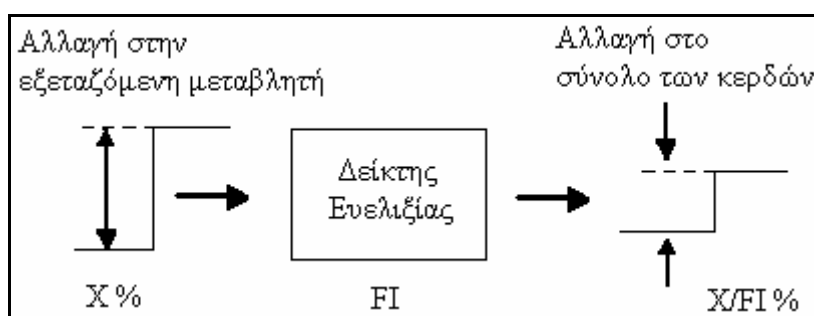 Αλλαγή στην
εξεταζόμενη μεταβλητή
Αλλαγή στο
σύνολο των κερδών
Δείκτης
Ευελιξίας
X %
FI
X/FI %